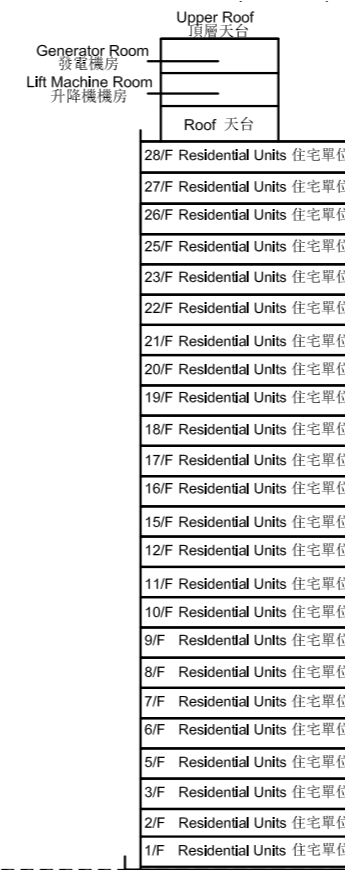 Upper Roof
頂層天台
Generator Room
發電機房
Lift Machine Room
升降機機房
Roof 天台
28/F Residential Units 住宅單位
27/F Residential Units 住宅單位
26/F Residential Units 住宅單位
25/F Residential Units 住宅單位
23/F Residential Units 住宅單位
22/F Residential Units 住宅單位
21/F Residential Units 住宅單位
20/F Residential Units 住宅單位
19/F Residential Units 住宅單位
18/F Residential Units 住宅單位
17/F Residential Units 住宅單位
16/F Residential Units 住宅單位
15/F Residential Units 住宅單位
12/F Residential Units 住宅單位
11/F Residential Units 住宅單位
10/F Residential Units 住宅單位
9/F Residential Units 住宅單位
8/F Residential Units 住宅單位
7/F Residential Units 住宅單位
6/F Residential Units 住宅單位
5/F Residential Units 住宅單位
3/F Residential Units 住宅單位
2/F Residential Units 住宅單位
1/F Residential Units 住宅單位